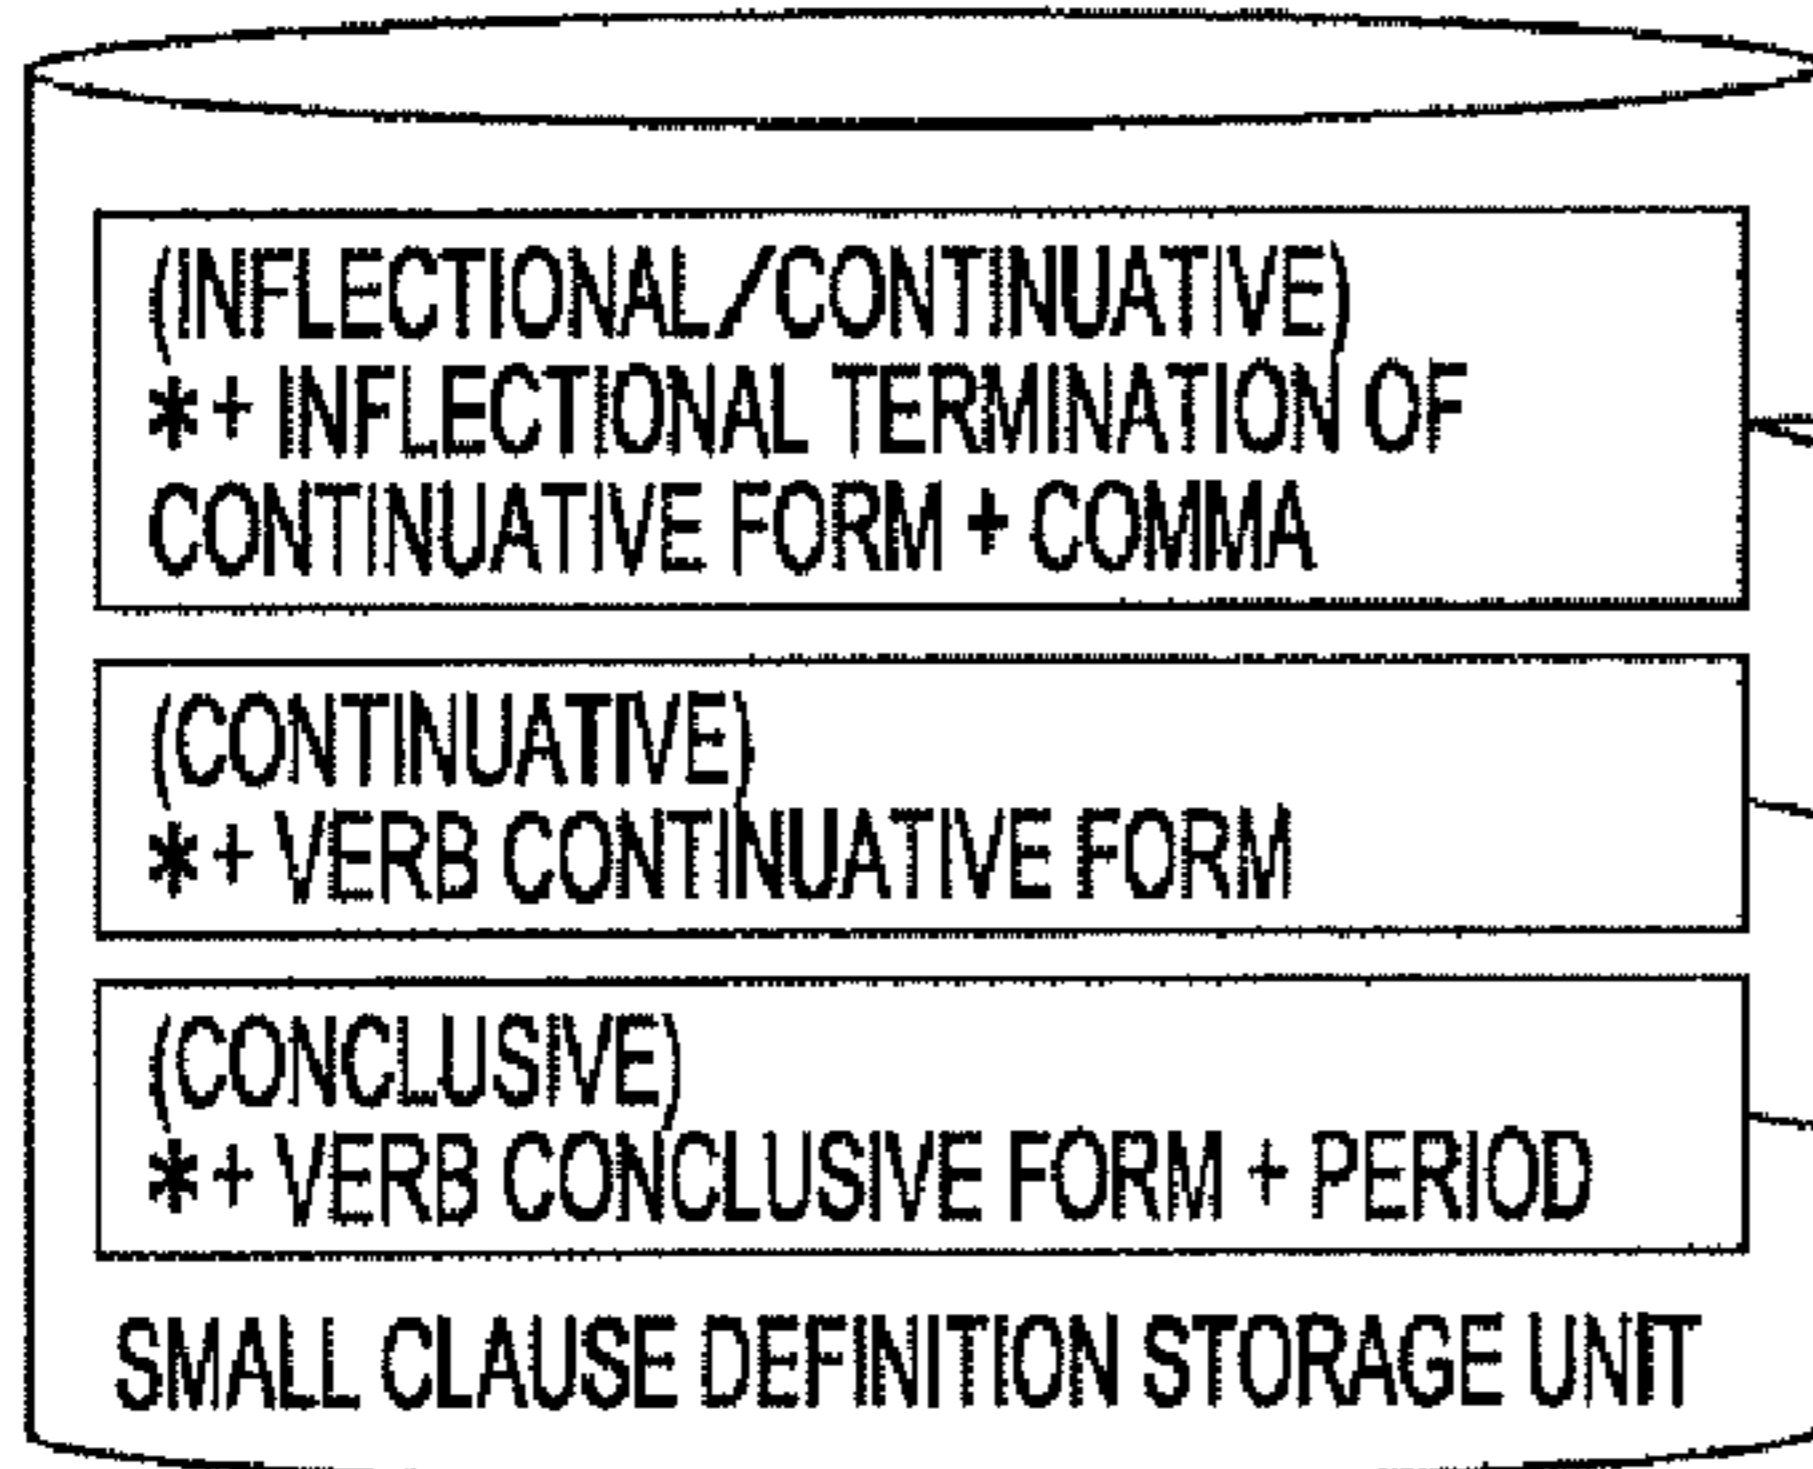 (INFLECTIONAL/CONTINUATIVE)
*+ INFLECTIONAL TERMINATION OF
CONTINUATIVE FORM + COMMA
(CONTINUATIVE)
*+ VERB CONTINUATIVE FORM
(CONCLUSIVE)
*+ VERB CONCLUSIVE FORM + PERIOD
SMALL CLAUSE DEFINITION STORAGE UNIT